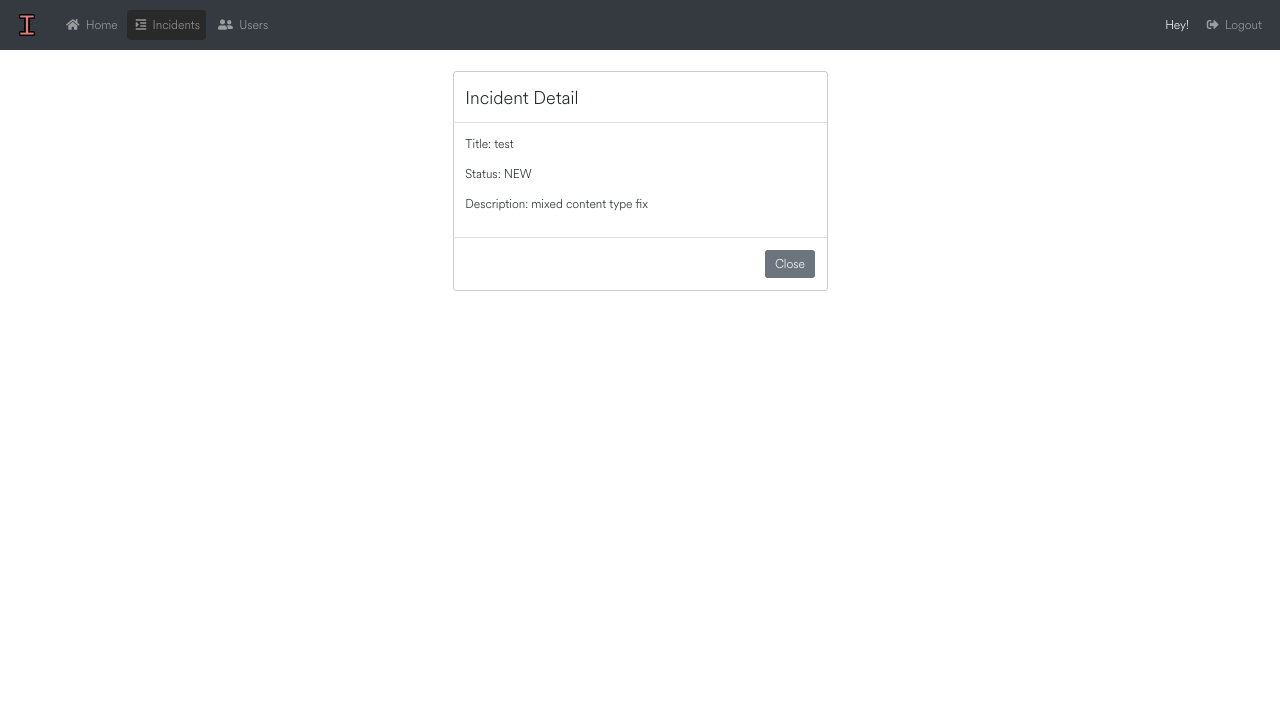 I
Home
Incidents
Users
Hey!
Logout
Incident Detail
Title: test
Status: NEW
Description: mixed content type fix
Close